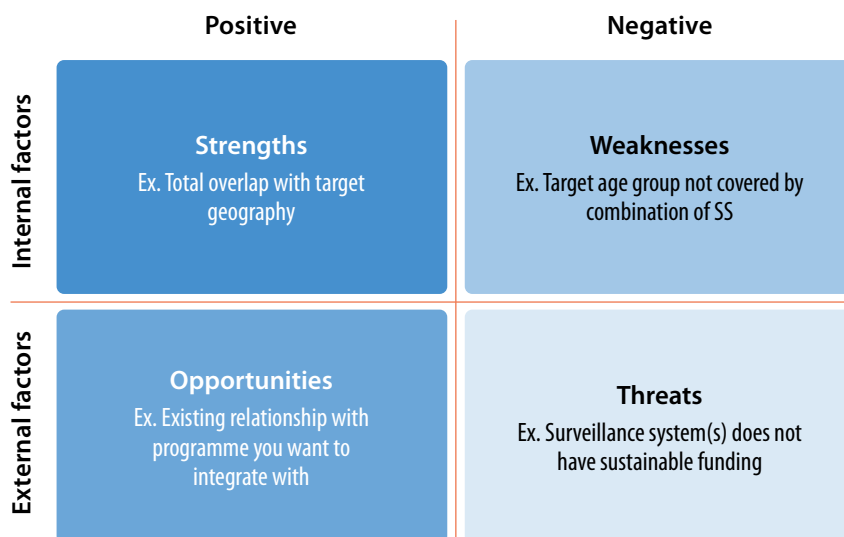 Positive
Negative
Internal factors
Strengths
Ex. Total overlap with target
geography
Weaknesses
Ex. Target age group not covered by
combination of SS
External factors
Opportunities
Ex. Existing relationship with
programme you want to
integrate with
Threats
Ex. Surveillance system(s) does not
have sustainable funding